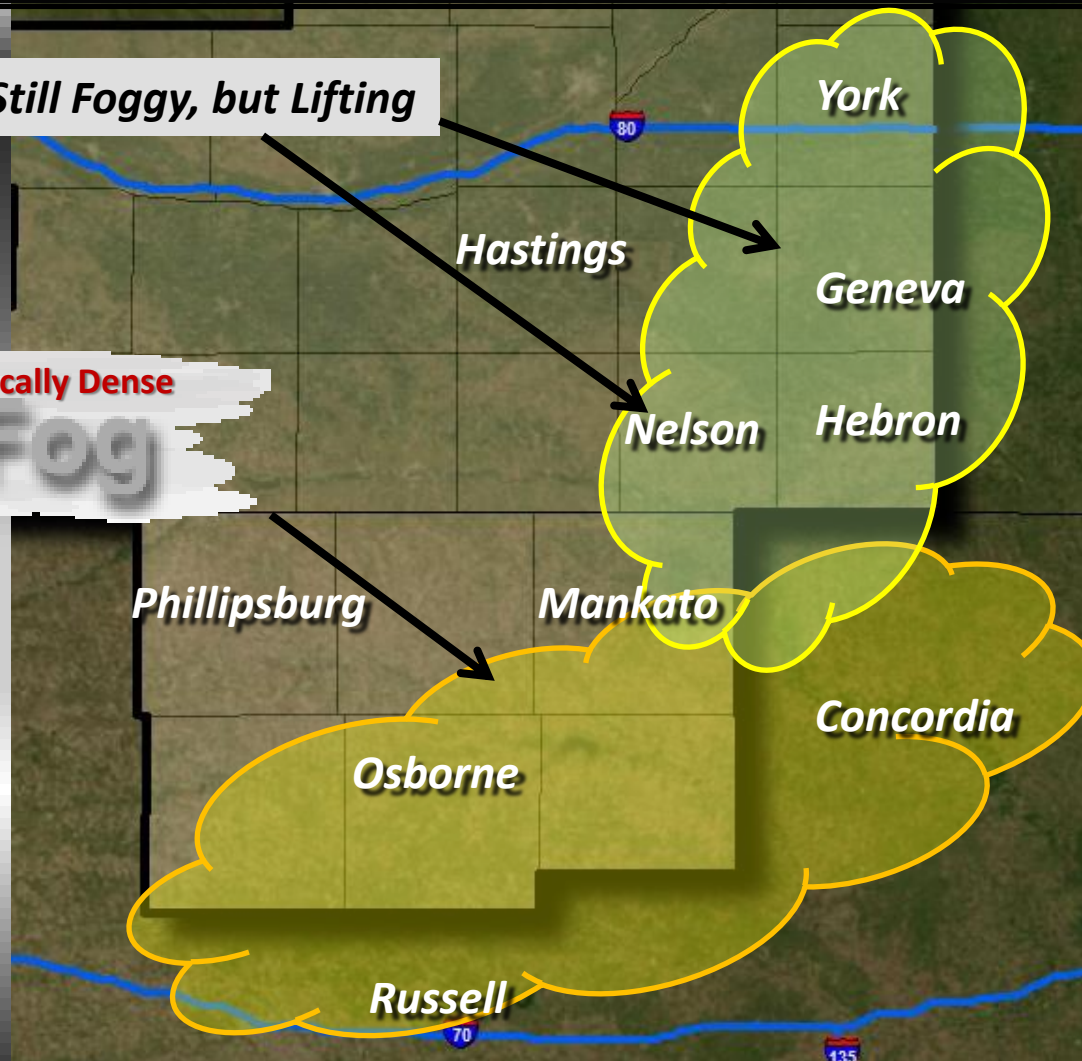 York
Still Foggy, but Lifting
80
Hastings
Geneva
cally Dense
Fog
Nelson
Hebron
Phillipsburg
Mankato
Concordia
Osborne
Russell
70
135